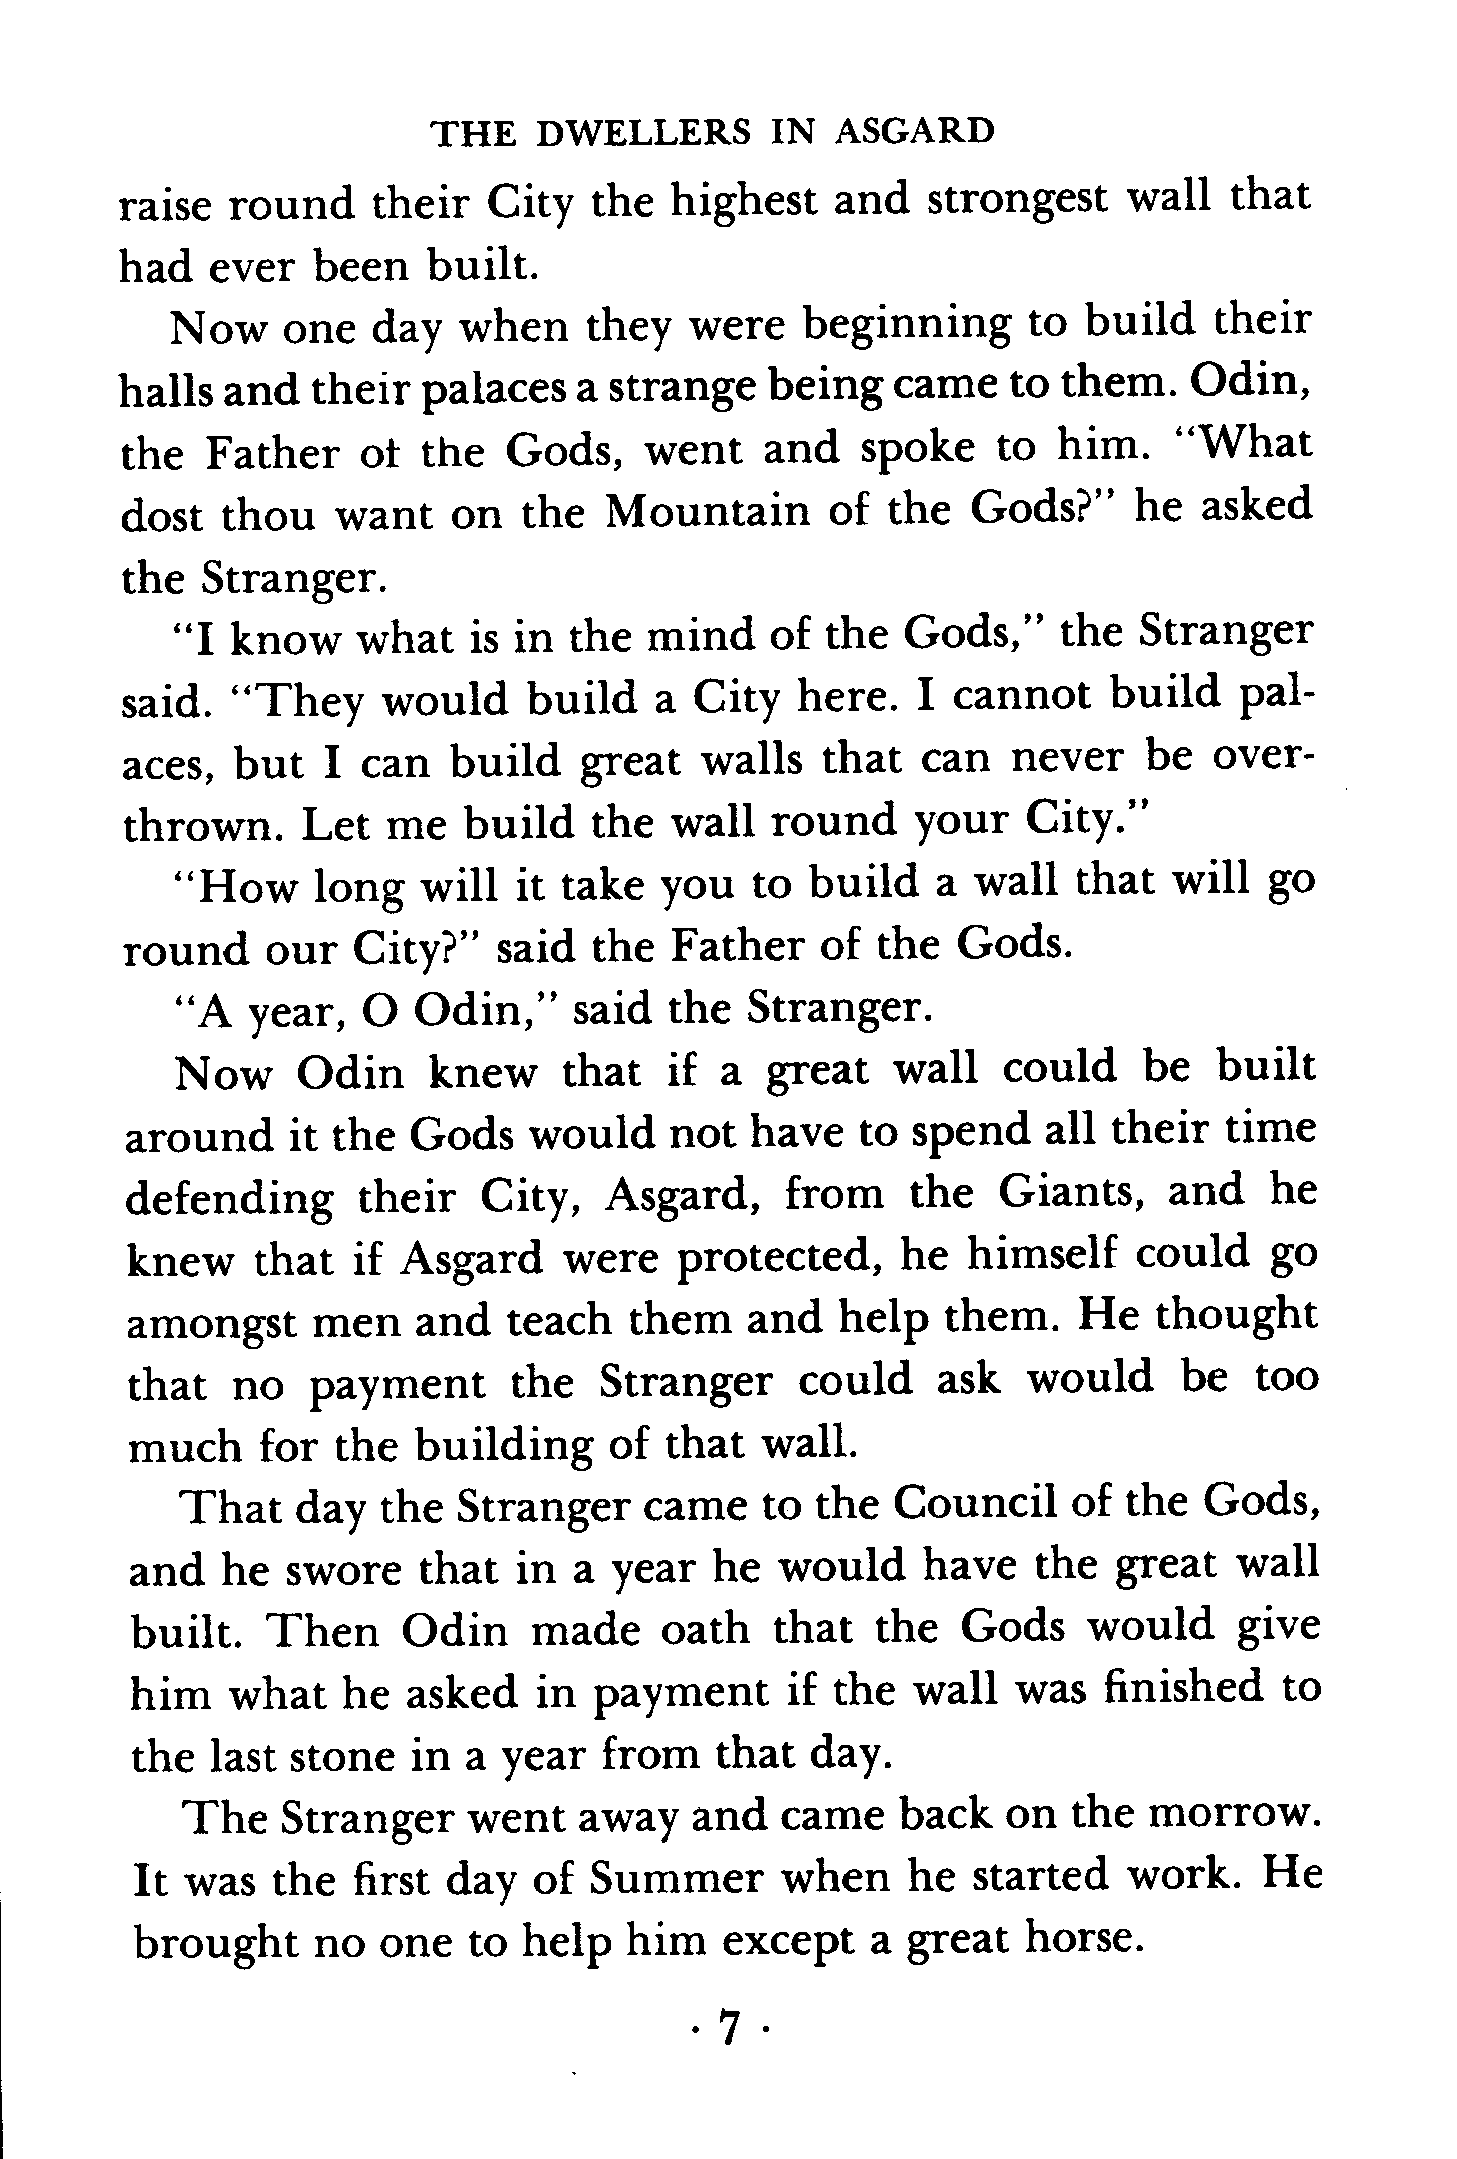 THE DWELLERS IN ASGARD
raise round their City the highest and strongest wall that
had ever been built.
Now one day when they were beginning to build their
halls and their palaces a strange being came to them. Odin,
the Father of the Gods, went and spoke to him. “What
dost thou want on the Mountain of the Gods?” he asked
the Stranger.
“I know what is in the mind of the Gods,” the Stranger
said. “They would build a City here. I cannot build pal-
aces, but I can build great walls that can never be over-
thrown. Let me build the wall round your City.”
“How long will it take you to build a wall that will go
round our City?” said the Father of the Gods.
“A year, O Odin,” said the Stranger.
Now Odin knew that if a great wall could be built
around it the Gods would not have to spend all their time
defending their City, Asgard, from the Giants, and he
knew that if Asgard were protected, he himself could go
amongst men and teach them and help them. He thought
that no payment the Stranger could ask would be too
much for the building of that wall.
That day the Stranger came to the Council of the Gods,
and he swore that in a year he would have the great wall
built. Then Odin made oath that the Gods would give
him what he asked in payment if the wall was finished to
the last stone in a year from that day.
The Stranger went away and came back on the morrow.
It was the first day of Summer when he started work. He
brought no one to help him except a great horse.
· 7 ·